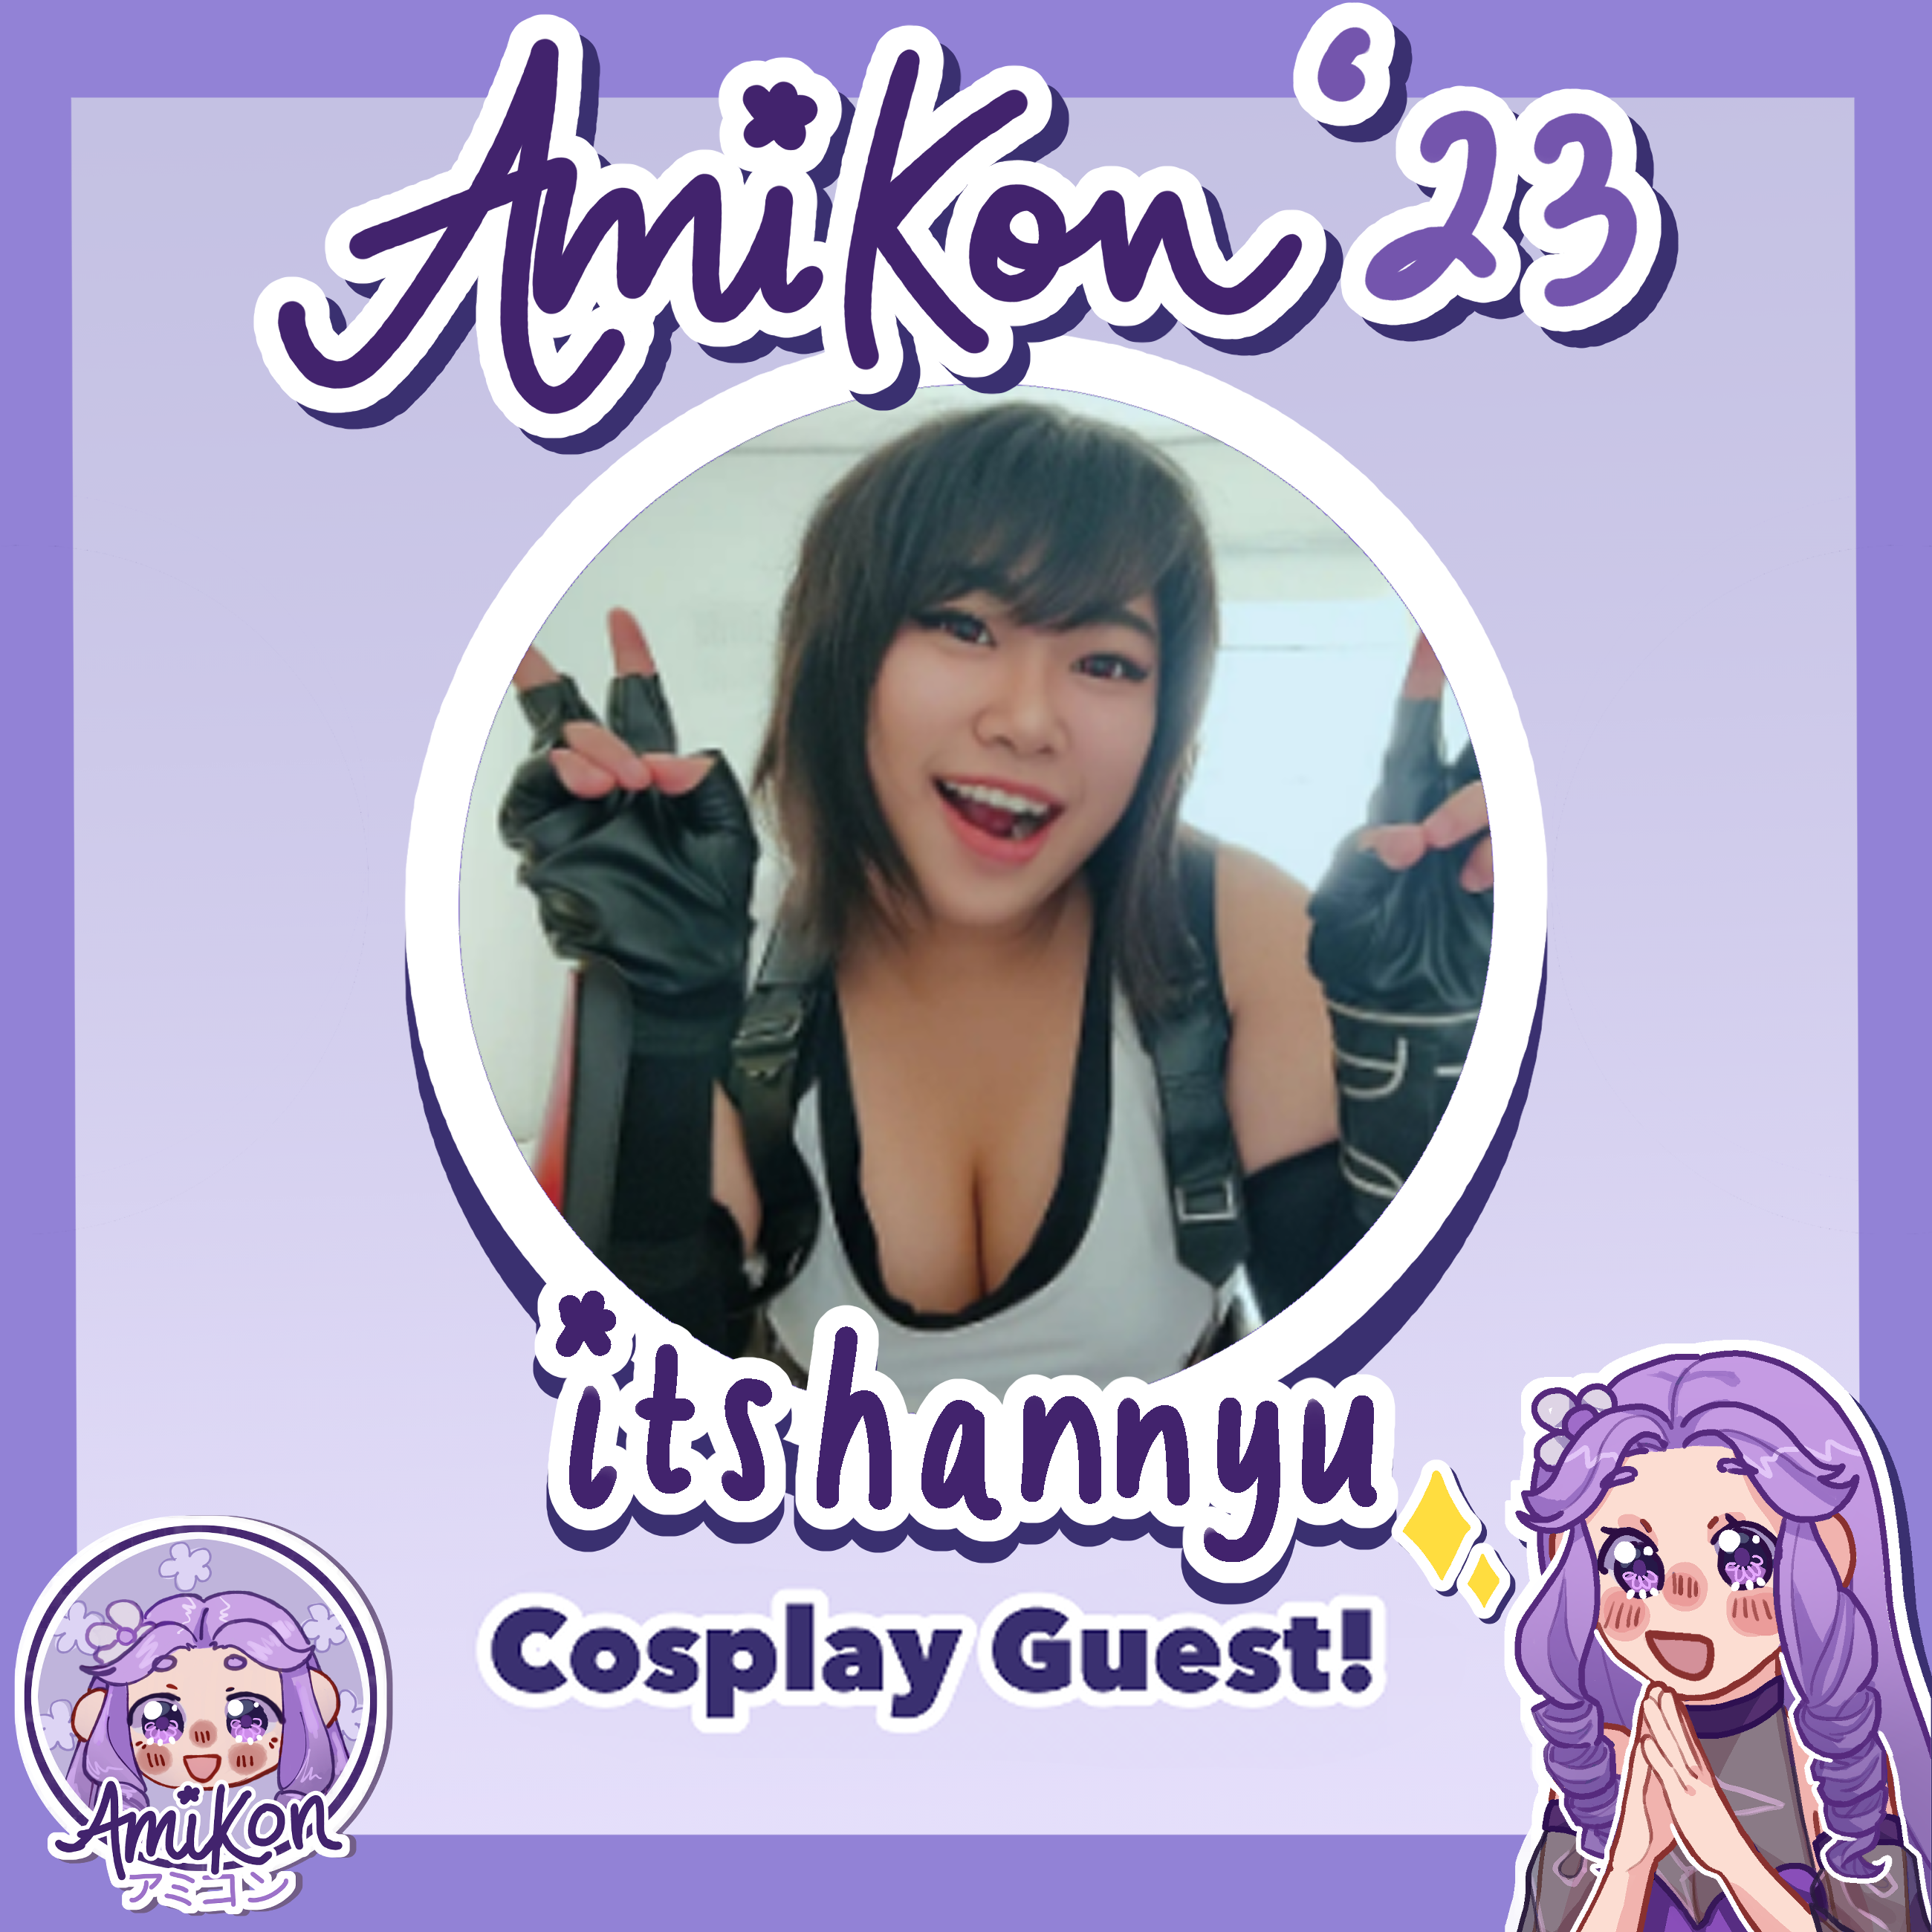 AmiKon '23
itshannyu
Cosplay Guest!
AmiKon
アミコン